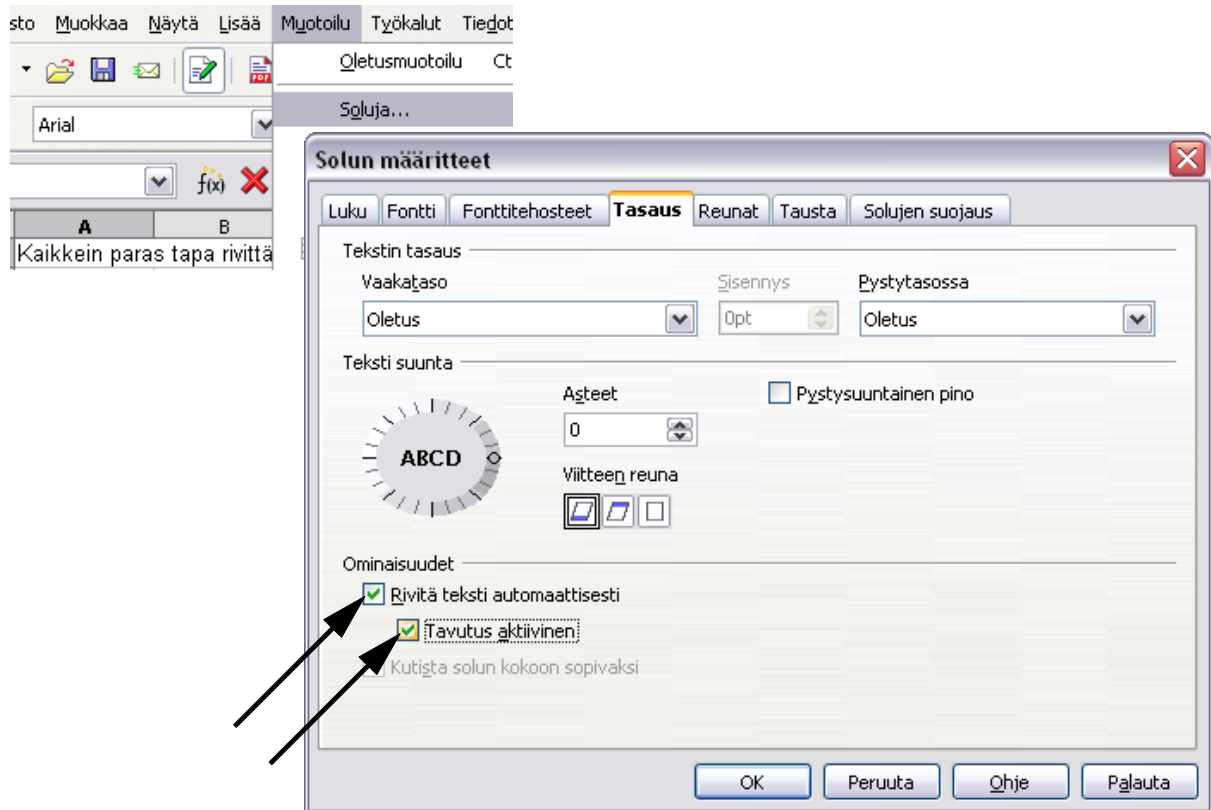 sto Muokkaa Näytä Lisää Muotoilu Työkalut Tiedot
Oletusmuotoilu Ct
PDF
Soluja...
Arial
f(x)
A B
Kaikkein paras tapa rivittä
Solun määritteet
Luku Fontti Fonttitehosteet Tasaus Reunat Tausta Solujen suojaus
Tekstin tasaus
Vaakataso Sisennys Pystytasossa
Oletus 0pt Oletus
Teksti suunta
Asteet Pystysuuntainen pino
0
ABCD
Viitteen reuna
Ominaisuudet
Rivitä teksti automaattisesti
Tavutus aktiivinen
Kutista solun kokoon sopivaksi
OK Peruuta Ohje Palauta